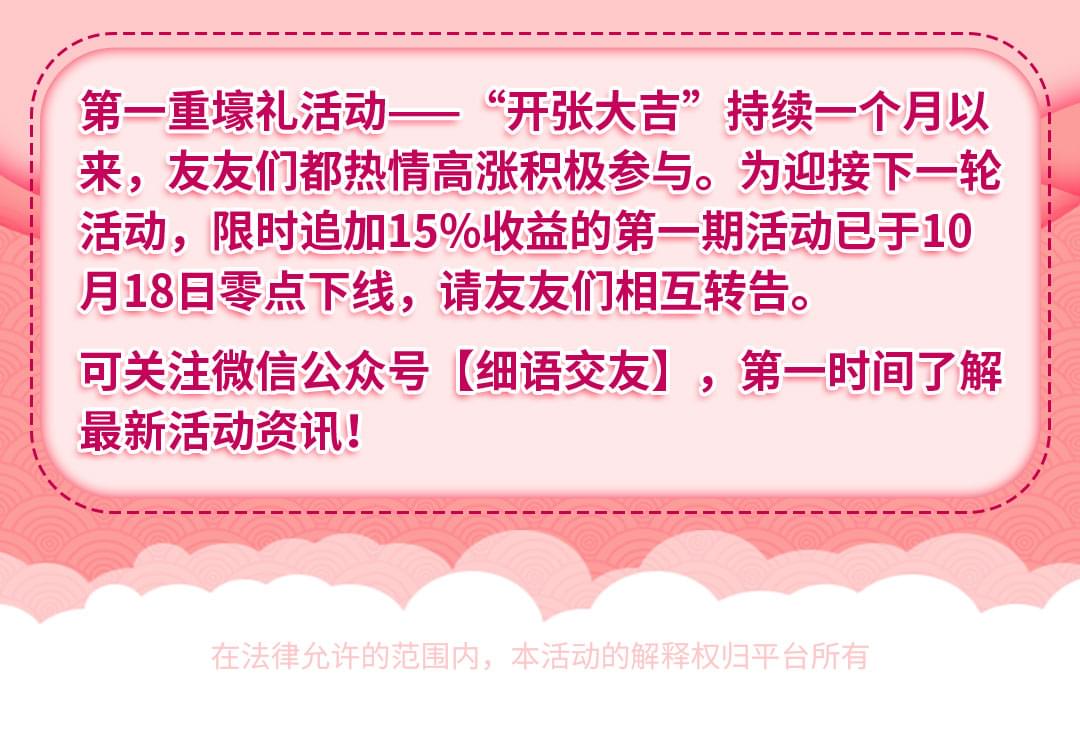 第一重壕礼活动——“开张大吉”持续一个月以
来，友友们都热情高涨积极参与。为迎接下一轮
活动，限时追加15%收益的第一期活动已于10
月18日零点下线，请友友们相互转告。
可关注微信公众号【细语交友】，第一时间了解
最新活动资讯！
在法律允许的范围内，本活动的解释权归平台所有